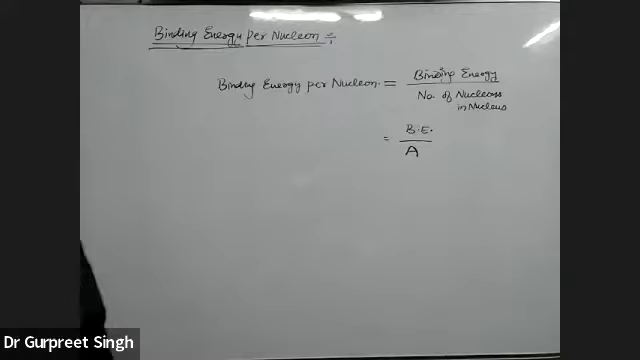 Binding Energy per Nucleon :-
Binding Energy per Nucleon = Binding Energy / No. of Nucleons in Nucleus
= B.E. / A
Dr Gurpreet Singh